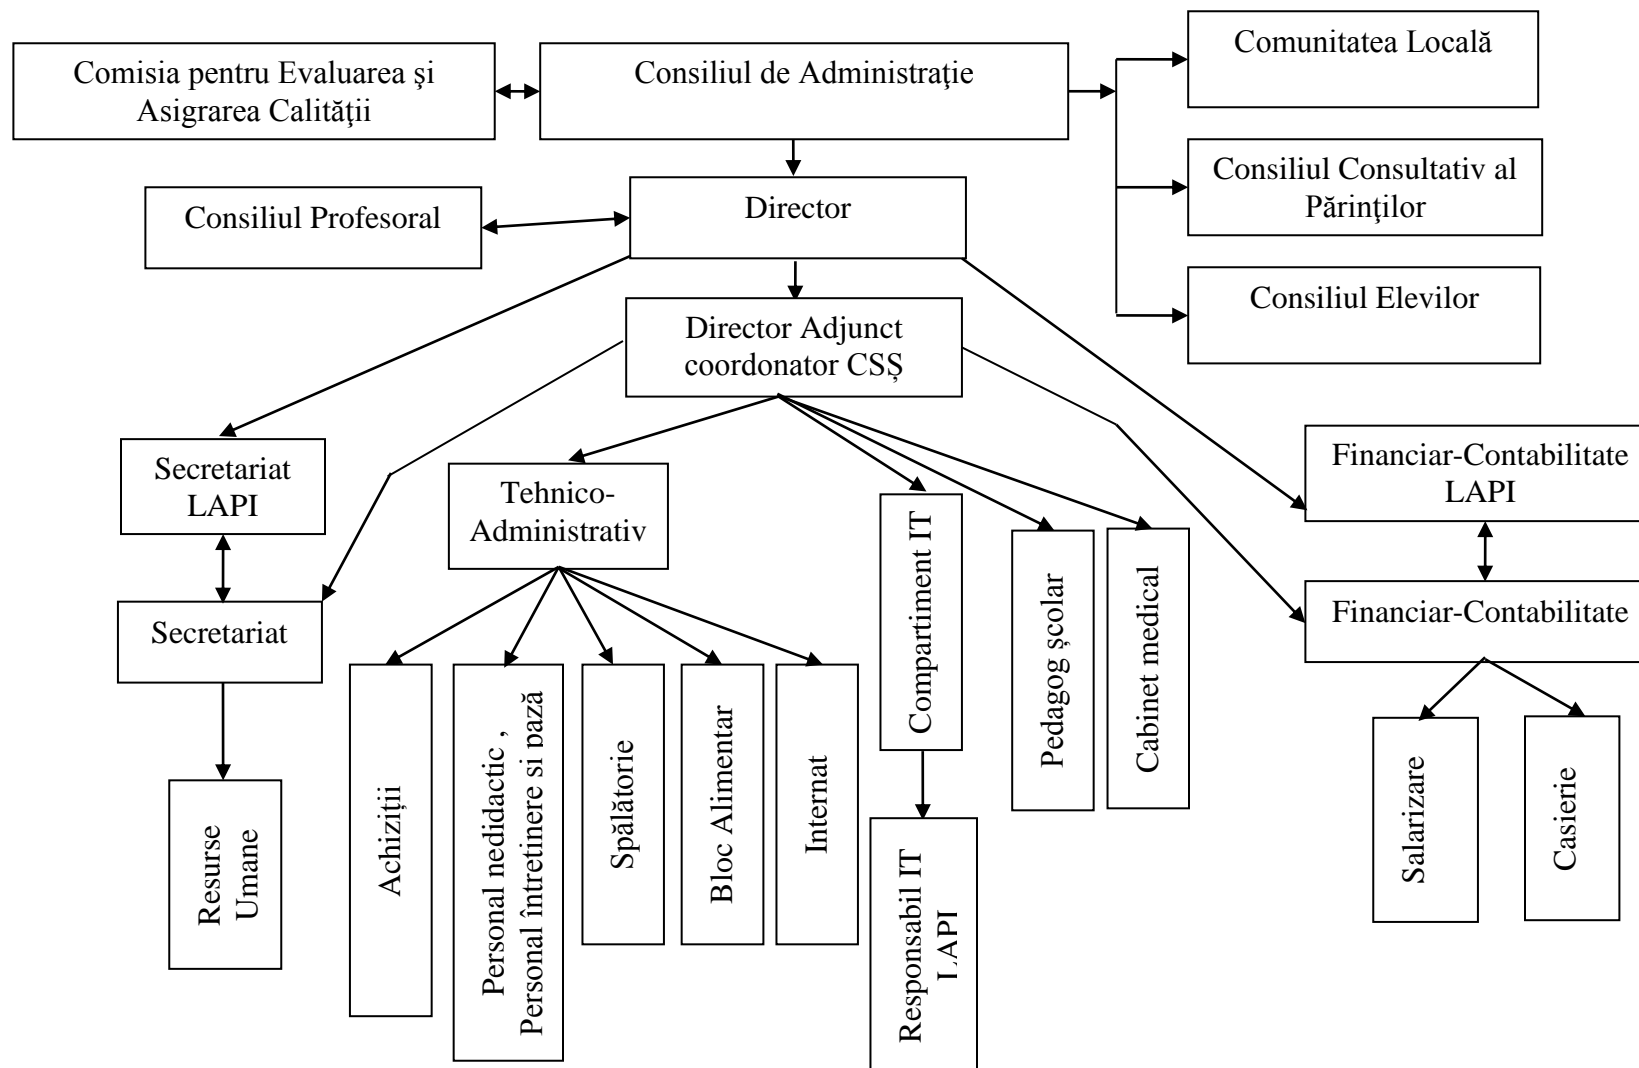 Comunitatea Locală
Comisia pentru Evaluarea şi
Asigrarea Calităţii
Consiliul de Administraţie
Consiliul Consultativ al
Părinţilor
Consiliul Profesoral
Director
Consiliul Elevilor
Director Adjunct
coordonator CSȘ
Secretariat
LAPI
Tehnico-
Administrativ
Financiar-Contabilitate
LAPI
Secretariat
Financiar-Contabilitate
Resurse
Umane
Achiziții
Personal nedidactic ,
Personal întretinere si bază
Spălătorie
Bloc Alimentar
Internat
Compartiment IT
Responsabil IT
LAPI
Pedagog școlar
Cabinet medical
Salarizare
Casierie